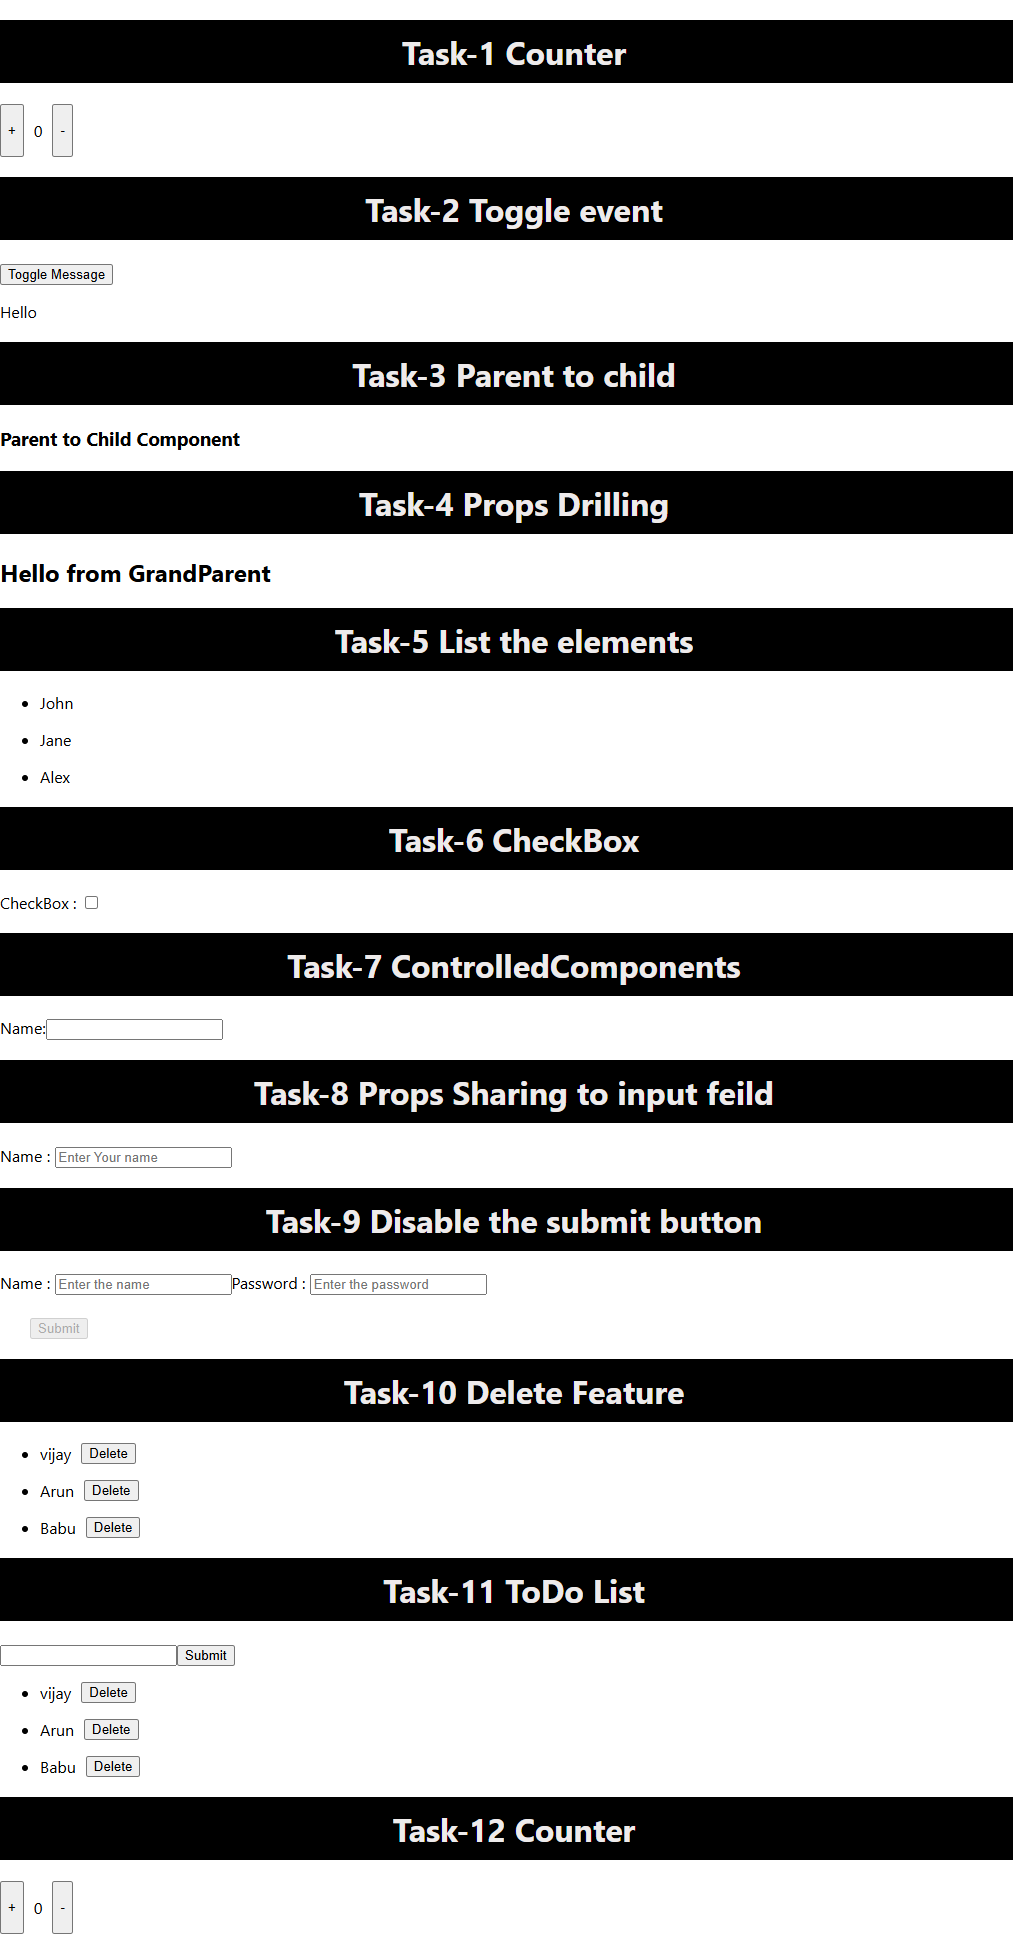 Task-1 Counter
+ 0 -
Task-2 Toggle event
Toggle Message
Hello
Task-3 Parent to child
Parent to Child Component
Task-4 Props Drilling
Hello from GrandParent
Task-5 List the elements
John
Jane
Alex
Task-6 CheckBox
CheckBox :
Task-7 ControlledComponents
Name:
Task-8 Props Sharing to input feild
Name : Enter Your name
Task-9 Disable the submit button
Name : Enter the name Password : Enter the password
Submit
Task-10 Delete Feature
vijay Delete
Arun Delete
Babu Delete
Task-11 ToDo List
Submit
vijay Delete
Arun Delete
Babu Delete
Task-12 Counter
+ 0 -